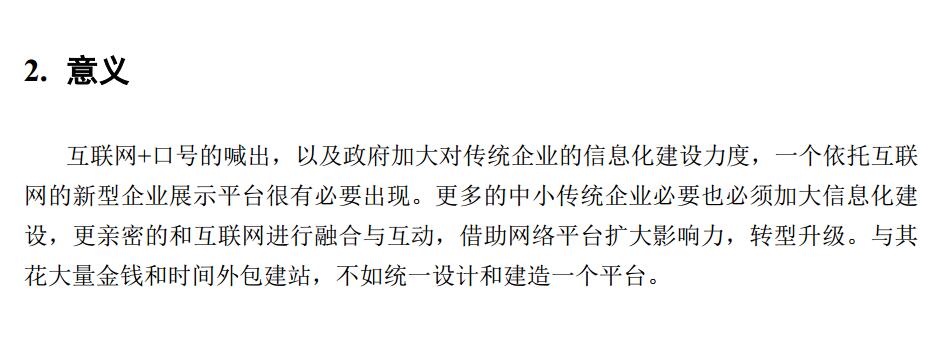 2. 意义
互联网+口号的喊出，以及政府加大对传统企业的信息化建设力度，一个依托互联
网的新型企业展示平台很有必要出现。更多的中小传统企业必要也必须加大信息化建
设，更亲密的和互联网进行融合与互动，借助网络平台扩大影响力，转型升级。与其
花大量金钱和时间外包建站，不如统一设计和建造一个平台。